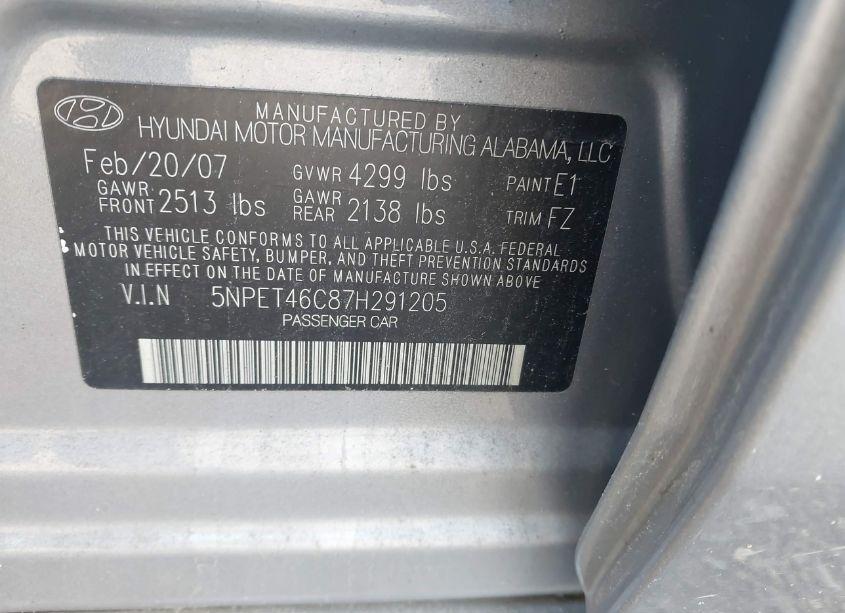 MANUFACTURED BY
HYUNDAI MOTOR MANUFACTURING ALABAMA, LLC
Feb/20/07 GVWR 4299 lbs PAINT E1
GAWR FRONT 2513 lbs GAWR REAR 2138 lbs TRIM FZ
THIS VEHICLE CONFORMS TO ALL APPLICABLE U.S.A. FEDERAL
MOTOR VEHICLE SAFETY, BUMPER, AND THEFT PREVENTION STANDARDS
IN EFFECT ON THE DATE OF MANUFACTURE SHOWN ABOVE
V.I.N 5NPET46C87H291205
PASSENGER CAR